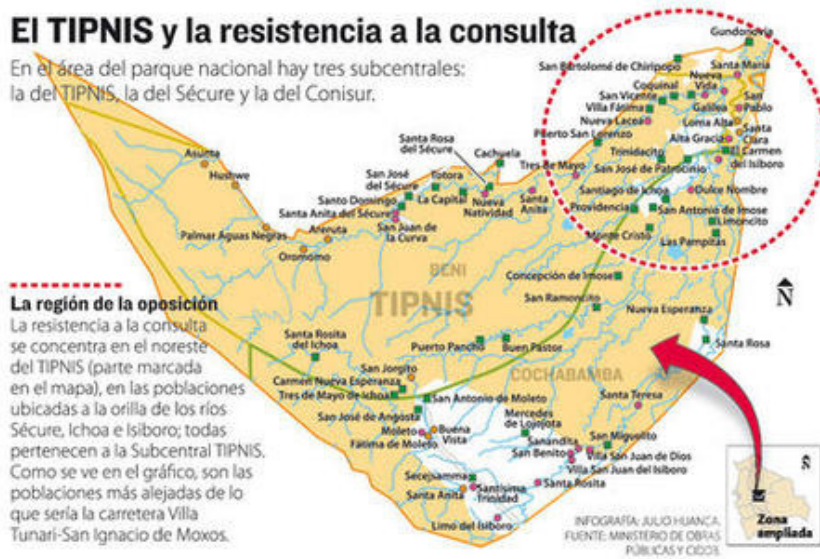 El TIPNIS y la resistencia a la consulta
En el área del parque nacional hay tres subcentrales:
la del TIPNIS, la del Sécure y la del Conisur.
Gundonovia
San Bartolomé de Chiripopo
Santa María
Coquinal
Nueva
Vida
San Vicente
Villa Fátima
Galilea
San
Pablo
Nueva Lacea
Loma Alta
Puerto San Lorenzo
Alta Gracia
Santa
Clara
Trinidacito
El Carmen
del Isiboro
Santa Rosa
del Sécure
Cachuela
Tres de Mayo
San José de Patrocinio
Asunta
Hushwe
San José
del Sécure
Totora
Santiago de Ichoa
Dulce Nombre
Santo Domingo
La Capital
Nueva
Natividad
Santa
Anita
Providencia
San Antonio de Imose
Santa Anita del Sécure
Limoncito
San Juan de
la Curva
Palmar Aguas Negras
Areruta
Monte Cristo
Las Pampitas
Oromomo
BENI
Concepción de Imose
TIPNIS
N
San Ramoncito
Nueva Esperanza
La región de la oposición
La resistencia a la consulta
se concentra en el noreste
del TIPNIS (parte marcada
en el mapa), en las poblaciones
ubicadas a la orilla de los ríos
Sécure, Ichoa e Isiboro; todas
pertenecen a la Subcentral TIPNIS.
Como se ve en el gráfico, son las
poblaciones más alejadas de lo
que sería la carretera Villa
Tunari-San Ignacio de Moxos.
Santa Rosita
del Ichoa
Puerto Pancho
Buen Pastor
Santa Rosa
San Jorgito
COCHABAMBA
Carmen Nueva Esperanza
Tres de Mayo de Ichoa
San Antonio de Moleto
Santa Teresa
San José de Angosta
Mercedes
de Lojojota
Moleto
Buena
Vista
San Miguelito
Fátima de Moleto
Sanandita
San Benito
Villa San Juan de Dios
Villa San Juan del Isiboro
Secejsamma
Santa Anita
Santísima
Trinidad
Santa Rosita
Limo del Isiboro
N
Zona
ampliada
INFOGRAFÍA: JULIO HUANCA.
FUENTE: MINISTERIO DE OBRAS
PÚBLICAS Y CIDOB.